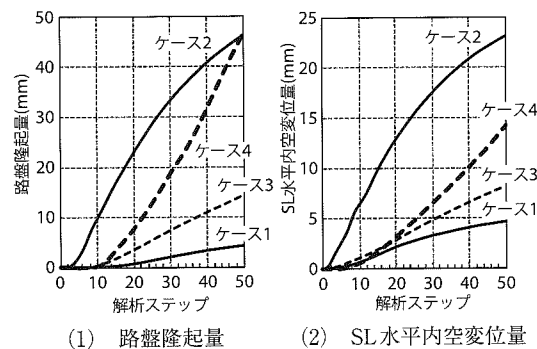 路盤隆起量(mm)
50
40
30
20
10
0
ケース2
ケース4
ケース3
ケース1
0 10 20 30 40 50
解析ステップ
(1) 路盤隆起量
SL水平内空変位量(mm)
25
20
15
10
5
0
ケース2
ケース4
ケース3
ケース1
0 10 20 30 40 50
解析ステップ
(2) SL水平内空変位量